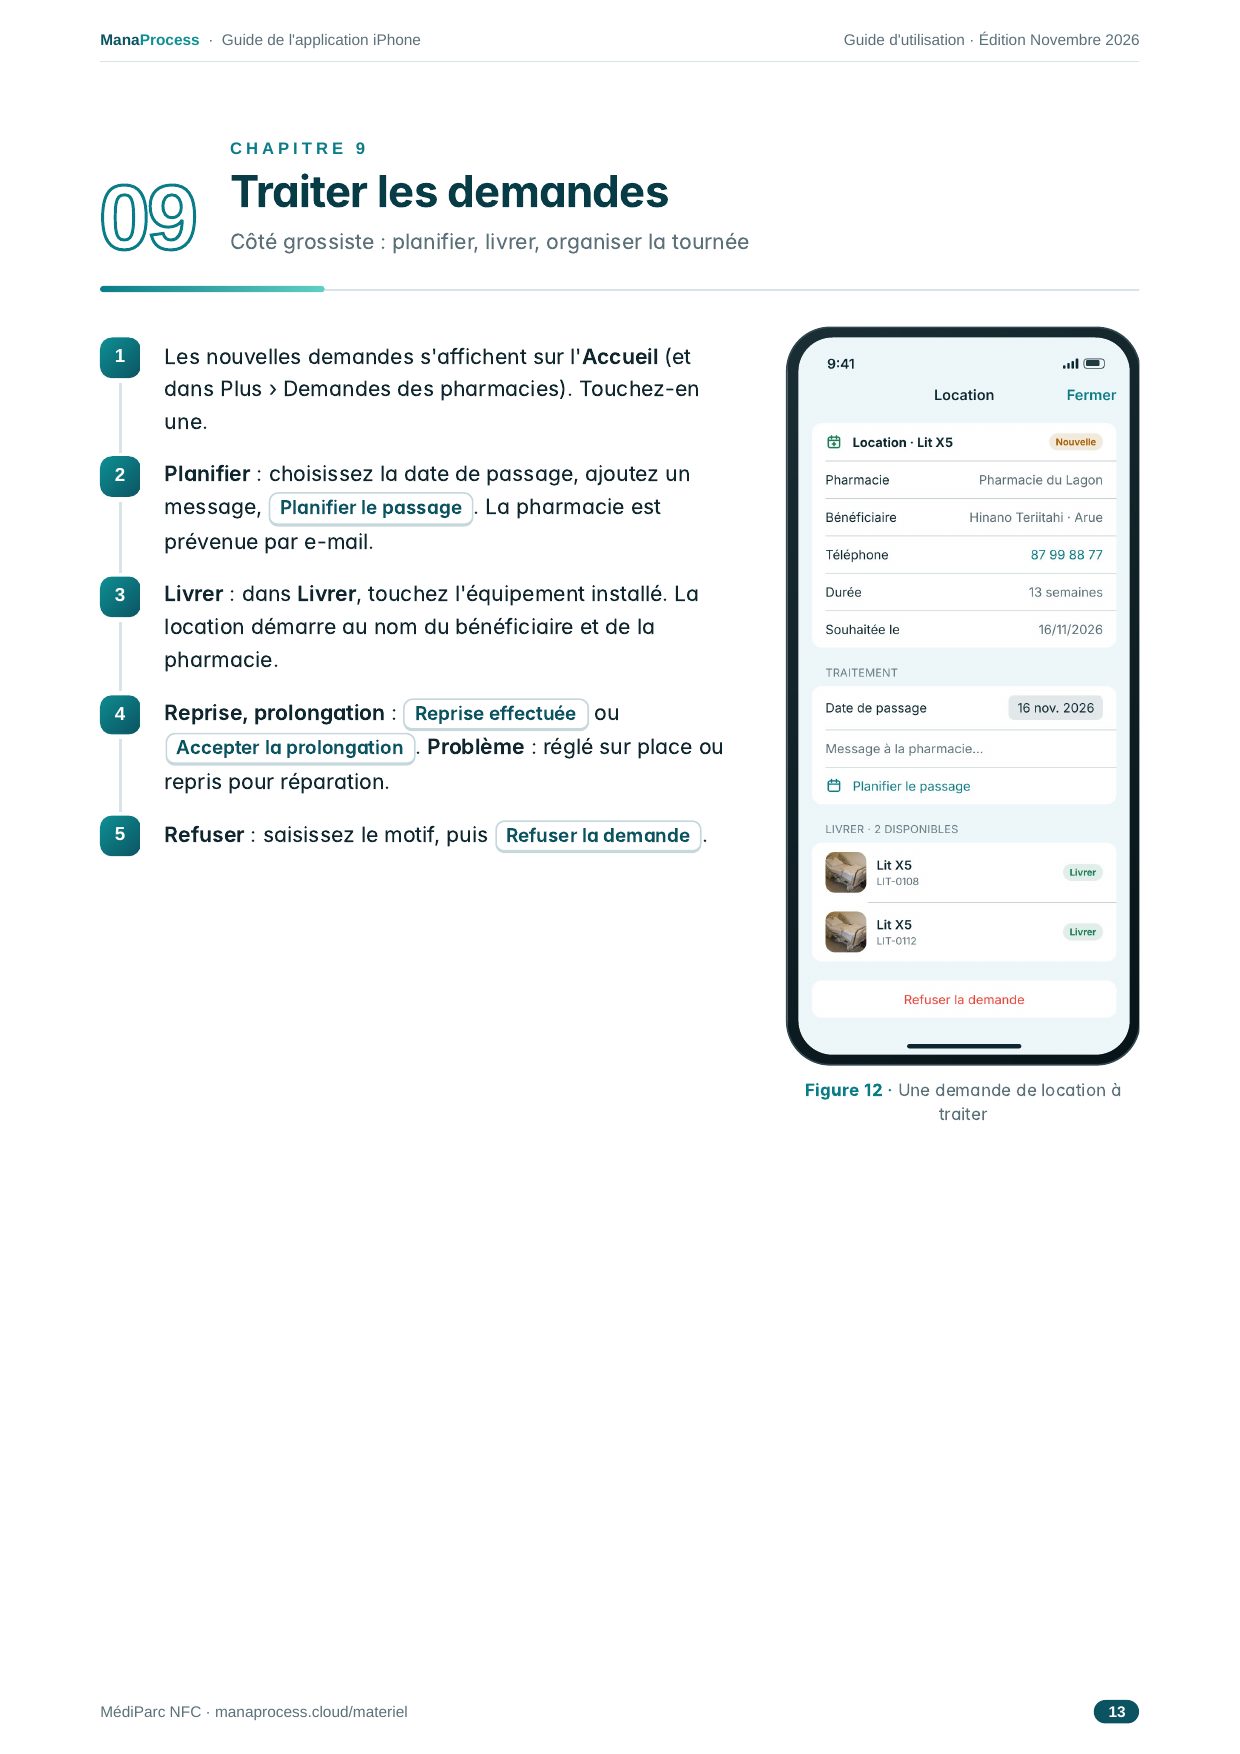 ManaProcess · Guide de l'application iPhone
Guide d'utilisation · Édition Novembre 2026
CHAPITRE 9
09
Traiter les demandes
Côté grossiste : planifier, livrer, organiser la tournée
1
Les nouvelles demandes s'affichent sur l'Accueil (et
dans Plus › Demandes des pharmacies). Touchez-en
une.
2
Planifier : choisissez la date de passage, ajoutez un
message, Planifier le passage . La pharmacie est
prévenue par e-mail.
3
Livrer : dans Livrer, touchez l'équipement installé. La
location démarre au nom du bénéficiaire et de la
pharmacie.
4
Reprise, prolongation : Reprise effectuée ou
Accepter la prolongation . Problème : réglé sur place ou
repris pour réparation.
5
Refuser : saisissez le motif, puis Refuser la demande .
9:41
Location Fermer
Location · Lit X5 Nouvelle
Pharmacie Pharmacie du Lagon
Bénéficiaire Hinano Teriitahi · Arue
Téléphone 87 99 88 77
Durée 13 semaines
Souhaitée le 16/11/2026
TRAITEMENT
Date de passage 16 nov. 2026
Message à la pharmacie...
Planifier le passage
LIVRER · 2 DISPONIBLES
Lit X5
LIT-0108
Livrer
Lit X5
LIT-0112
Livrer
Refuser la demande
Figure 12 · Une demande de location à
traiter
MédiParc NFC · manaprocess.cloud/materiel
13